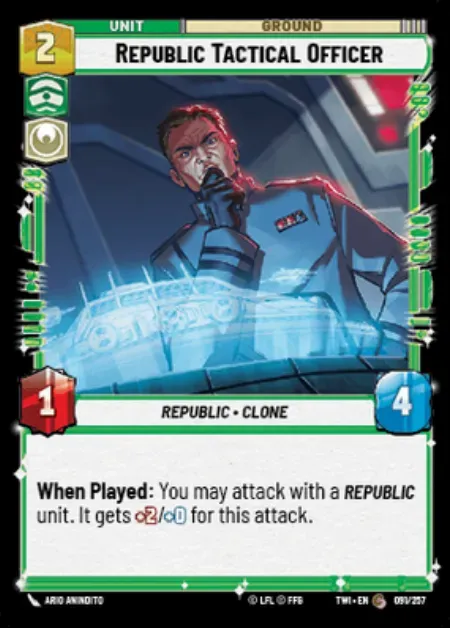 2
UNIT
GROUND
REPUBLIC TACTICAL OFFICER
1
REPUBLIC • CLONE
4
When Played: You may attack with a REPUBLIC
unit. It gets +2/+0 for this attack.
ARIO ANINDITO
© LFL © FFG
TWI • EN
091/257